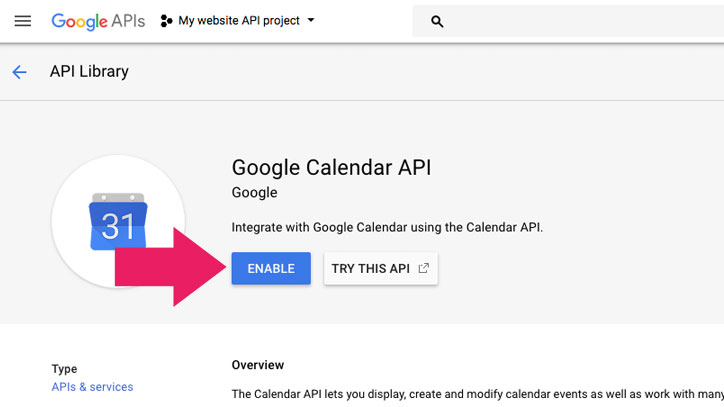 Google APIs My website API project
API Library
Google Calendar API
Google
Integrate with Google Calendar using the Calendar API.
31
ENABLE TRY THIS API
Type
APIs & services
Overview
The Calendar API lets you display, create and modify calendar events as well as work with many